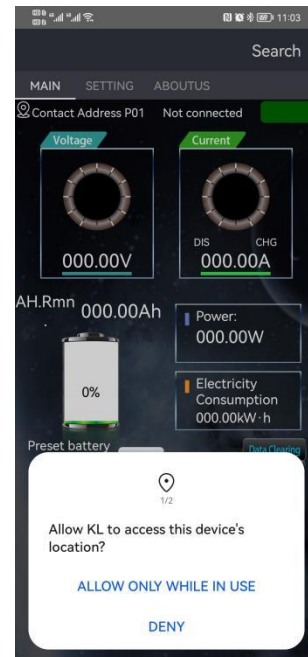 11:03
Search
MAIN SETTING ABOUTUS
Contact Address P01 Not connected
Voltage Current
DIS CHG
000.00V 000.00A
AH.Rmn 000.00Ah
Power:
000.00W
0%
Electricity
Consumption
000.00kW·h
Preset battery
Data Clearing
1/2
Allow KL to access this device's
location?
ALLOW ONLY WHILE IN USE
DENY